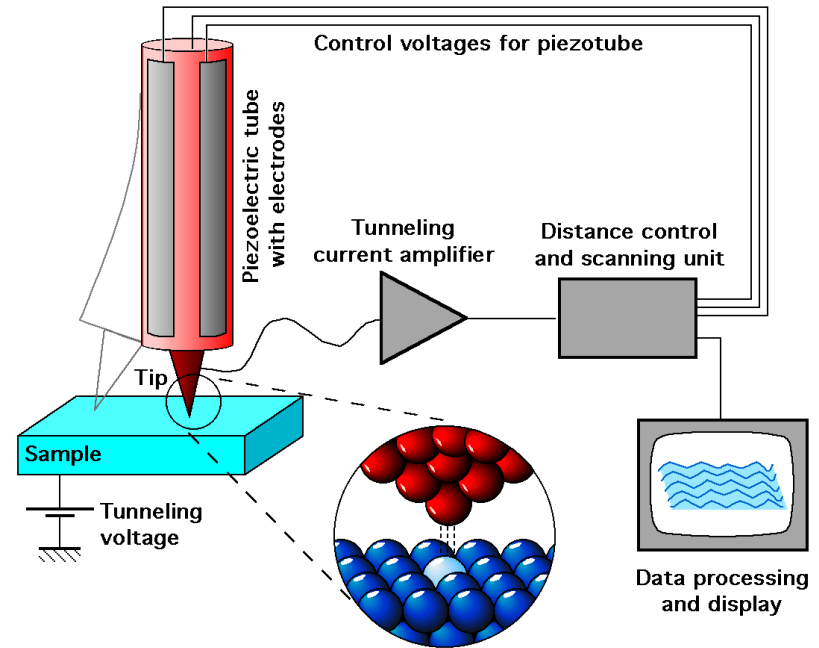 Control voltages for piezotube
Piezoelectric tube
with electrodes
Tunneling
current amplifier
Distance control
and scanning unit
Tip
Sample
Tunneling
voltage
Data processing
and display